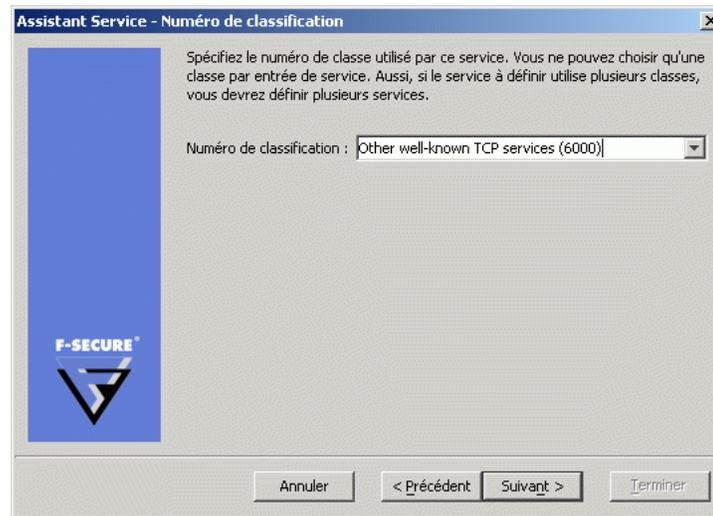 Assistant Service - Numéro de classification
Spécifiez le numéro de classe utilisé par ce service. Vous ne pouvez choisir qu'une
classe par entrée de service. Aussi, si le service à définir utilise plusieurs classes,
vous devrez définir plusieurs services.
Numéro de classification : Other well-known TCP services (6000)
F-SECURE®
Annuler < Précédent Suivant > Terminer